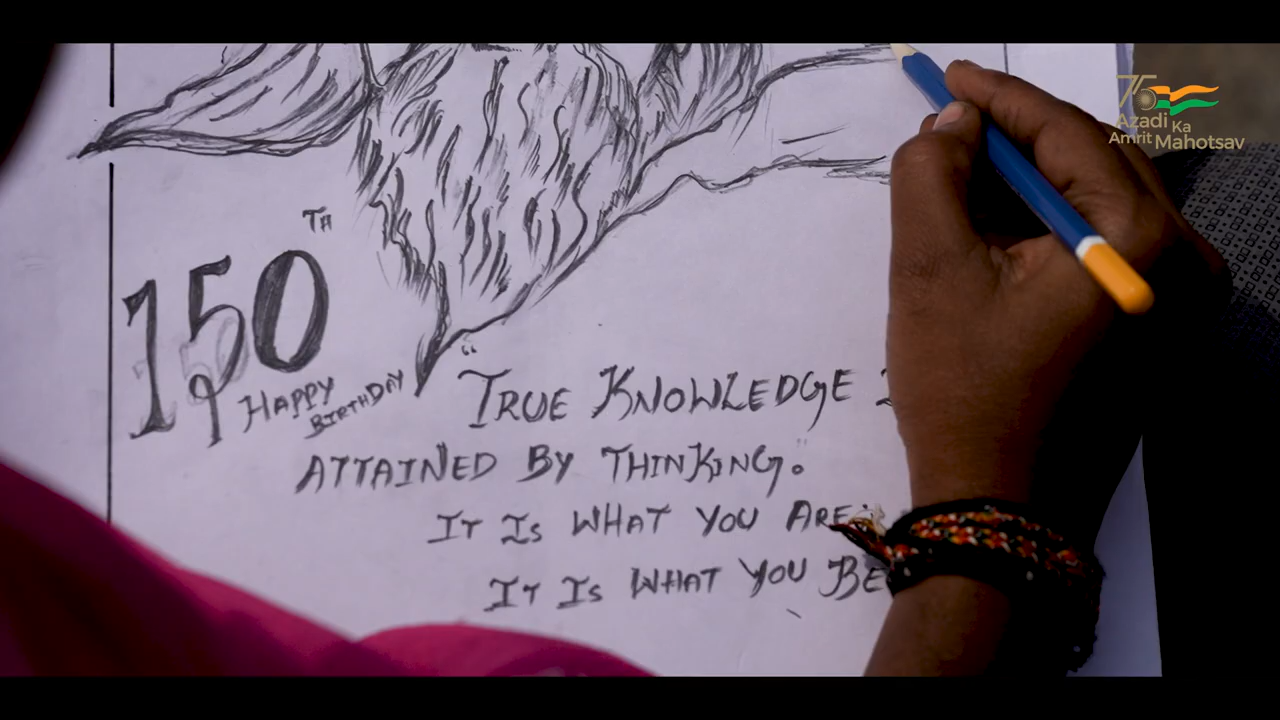 75
Azadi Ka
Amrit Mahotsav
150
TH
HAPPY
BIRTHDAY
"TRUE KNOWLEDGE
ATTAINED BY THINKING."
IT IS WHAT YOU ARE
IT IS WHAT YOU